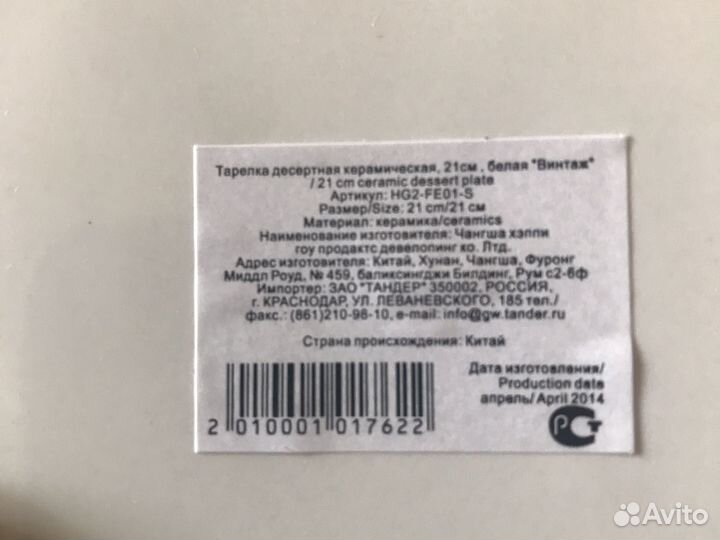 Тарелка десертная керамическая, 21см , белая "Винтаж"
/ 21 cm ceramic dessert plate
Артикул: HG2-FE01-S
Размер/Size: 21 cm/21 см
Материал: керамика/ceramics
Наименование изготовителя: Чангша хэппи
гоу продактс девелопинг ко. Лтд.
Адрес изготовителя: Китай, Хунан, Чангша, Фуронг
Миддл Роуд, № 459, баликсингджи Билдинг, Рум с2-6ф
Импортер: ЗАО "ТАНДЕР" 350002, РОССИЯ,
г. КРАСНОДАР, УЛ. ЛЕВАНЕВСКОГО, 185 тел./
факс.: (861)210-98-10, e-mail: info@gw.tander.ru
Страна происхождения: Китай
Дата изготовления/
Production date
апрель/ April 2014
2 010001 017622
РСТ
Avito